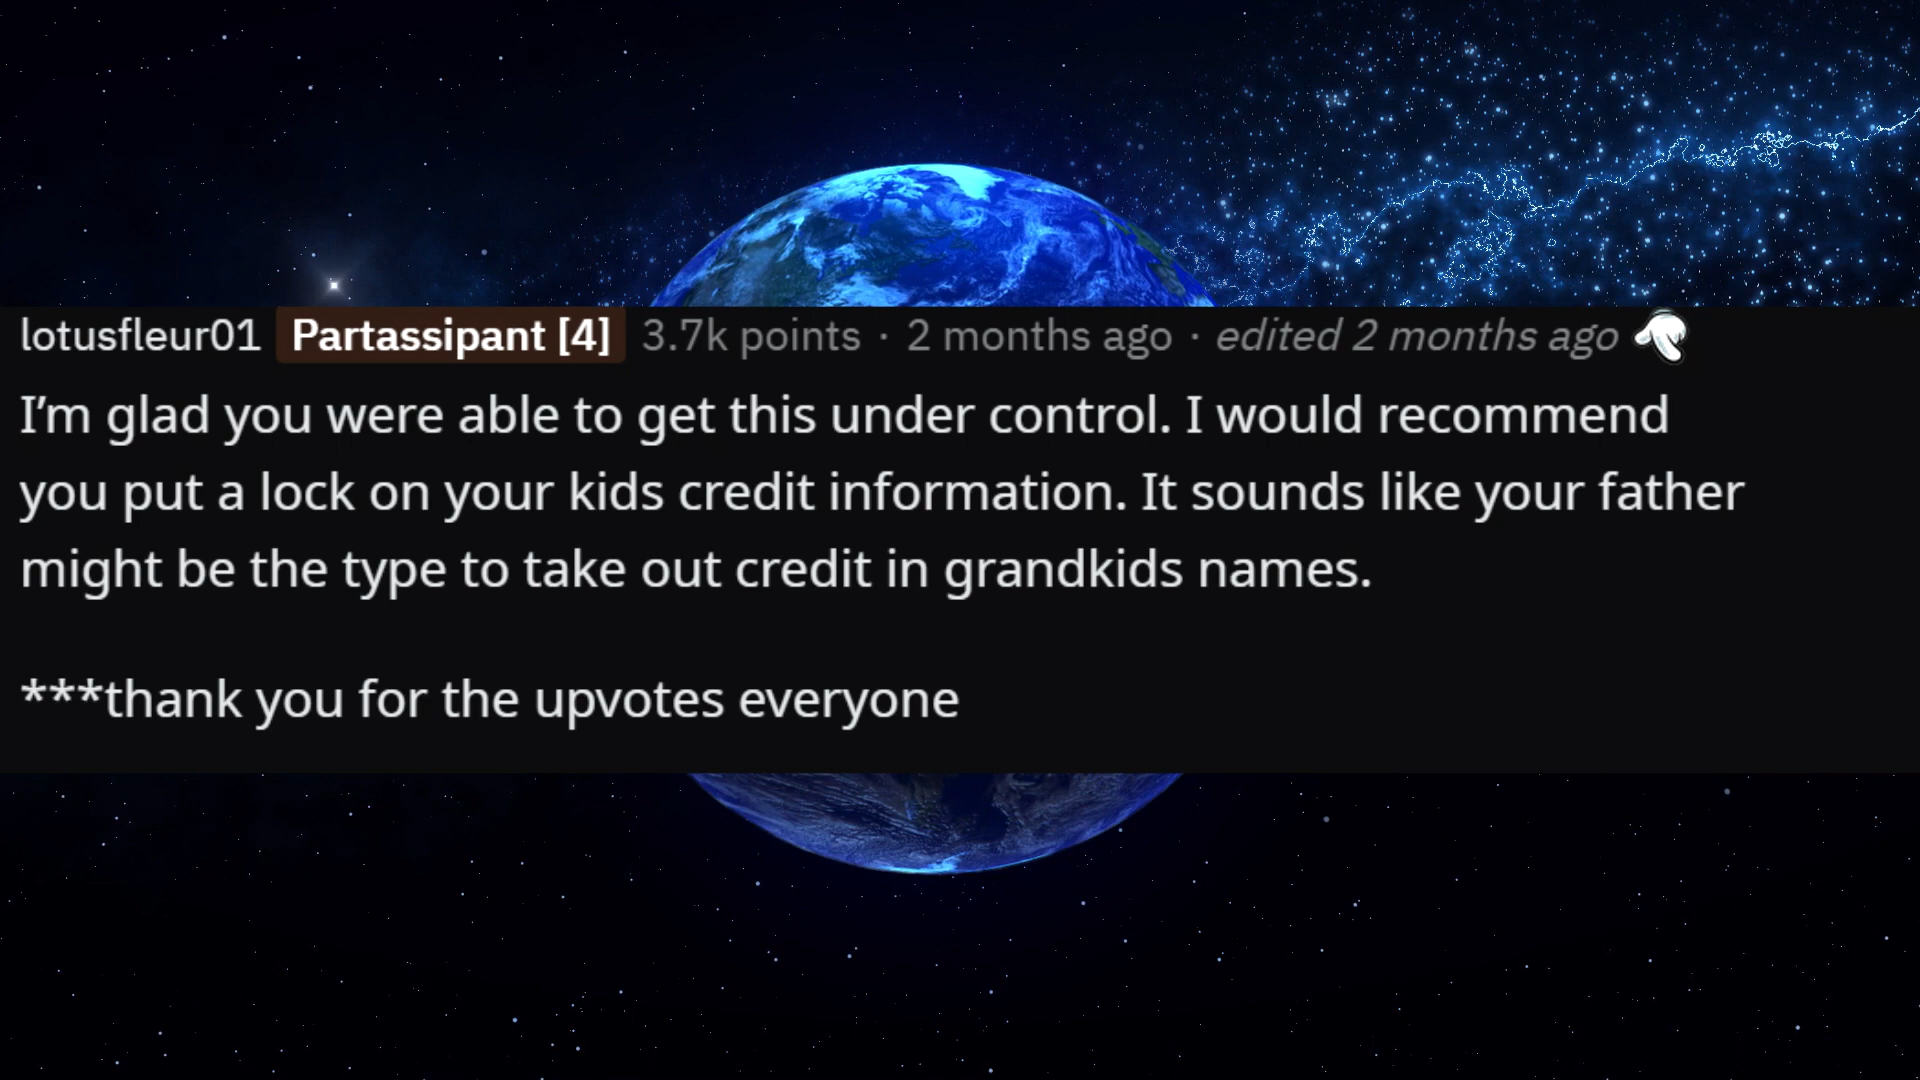 lotusfleur01 Partassipant [4] 3.7k points · 2 months ago · edited 2 months ago
I’m glad you were able to get this under control. I would recommend
you put a lock on your kids credit information. It sounds like your father
might be the type to take out credit in grandkids names.
***thank you for the upvotes everyone